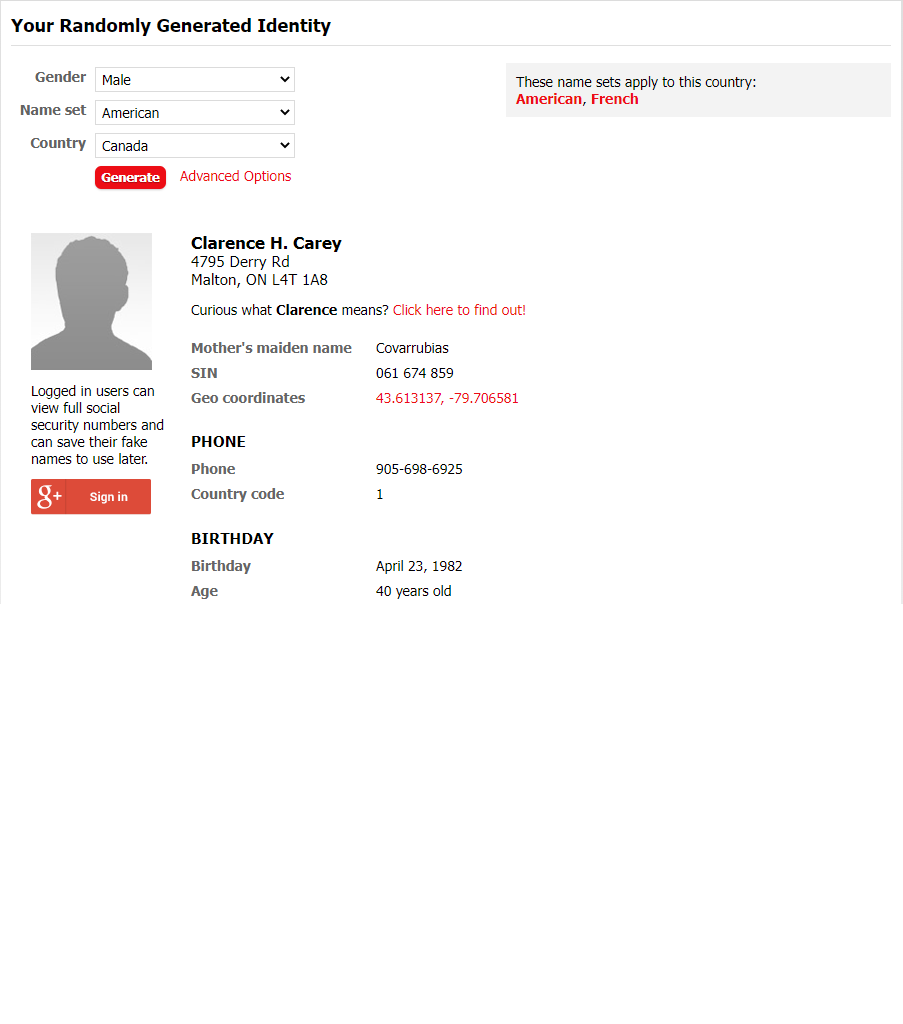 Your Randomly Generated Identity
Gender Male
Name set American
Country Canada
Generate Advanced Options
These name sets apply to this country:
American, French
Clarence H. Carey
4795 Derry Rd
Malton, ON L4T 1A8
Curious what Clarence means? Click here to find out!
Mother's maiden name Covarrubias
SIN 061 674 859
Geo coordinates 43.613137, -79.706581
Logged in users can
view full social
security numbers and
can save their fake
names to use later.
g+ Sign in
PHONE
Phone 905-698-6925
Country code 1
BIRTHDAY
Birthday April 23, 1982
Age 40 years old